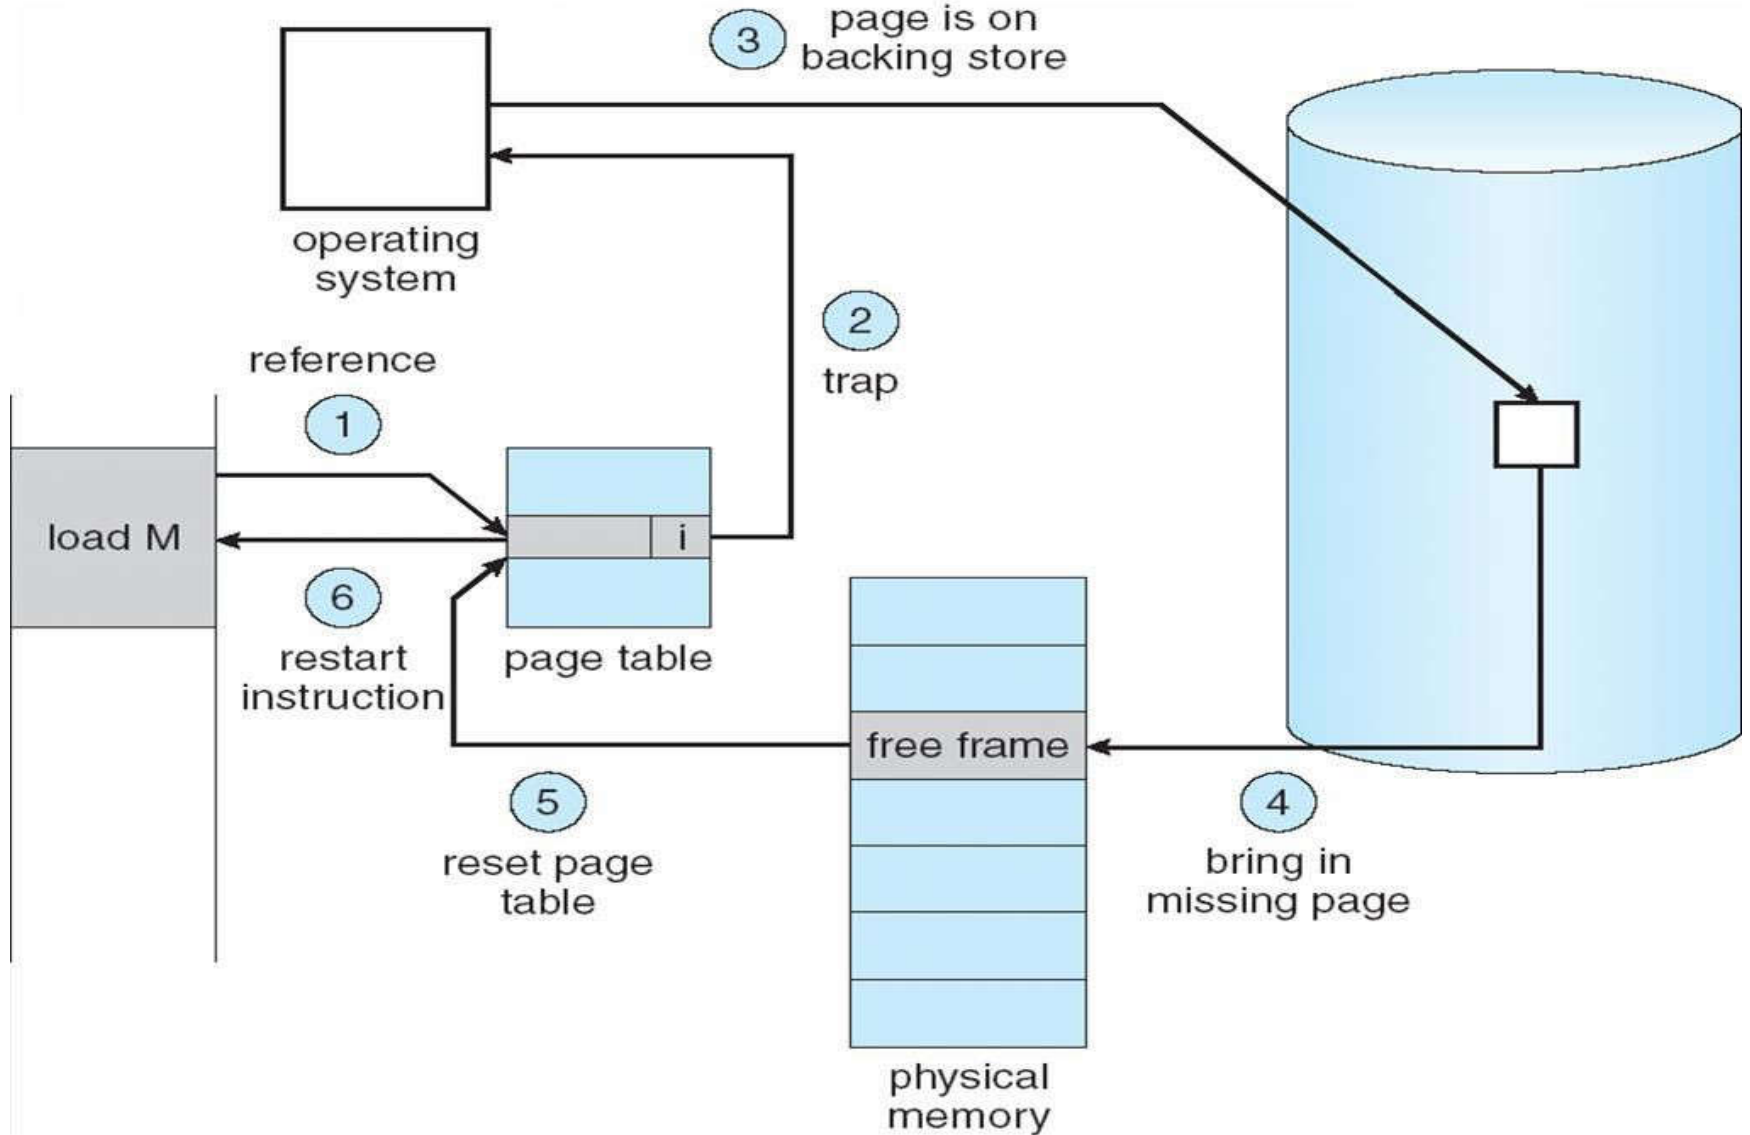 3
page is on
backing store
operating
system
2
trap
reference
1
load M
i
6
restart
instruction
page table
free frame
5
reset page
table
4
bring in
missing page
physical
memory